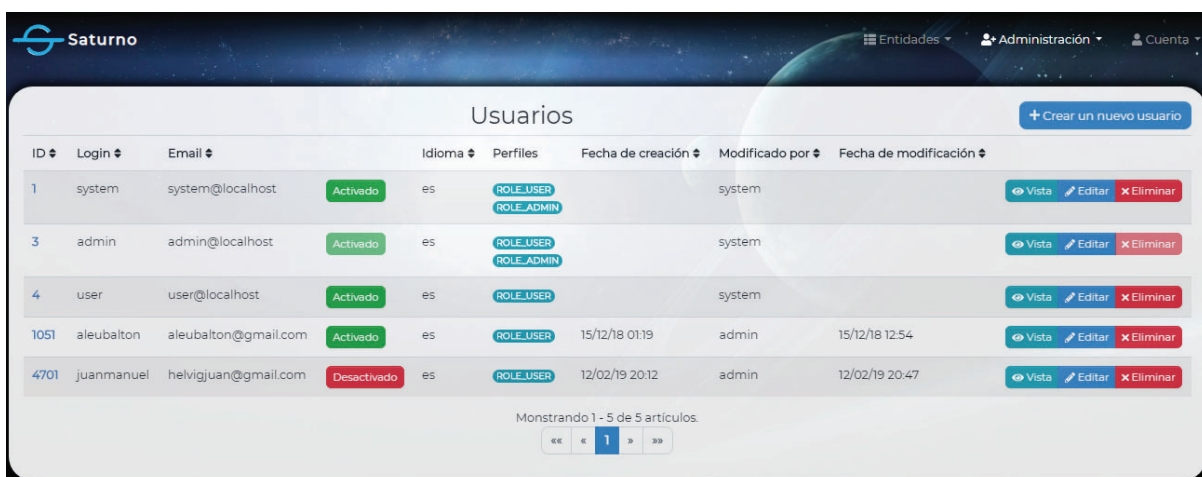 Saturno Entidades Administración Cuenta
Usuarios Crear un nuevo usuario
ID Login Email Idioma Perfiles Fecha de creación Modificado por Fecha de modificación
1 system system@localhost Activado es ROLE_USER system Vista Editar Eliminar
ROLE_ADMIN
3 admin admin@localhost Activado es ROLE_USER system Vista Editar Eliminar
ROLE_ADMIN
4 user user@localhost Activado es ROLE_USER system Vista Editar Eliminar
1051 aleubalton aleubalton@gmail.com Activado es ROLE_USER 15/12/18 01:19 admin 15/12/18 12:54 Vista Editar Eliminar
4701 juanmanuel helvigjuan@gmail.com Desactivado es ROLE_USER 12/02/19 20:12 admin 12/02/19 20:47 Vista Editar Eliminar
Monstrando 1 - 5 de 5 artículos.
«« « 1 » »»